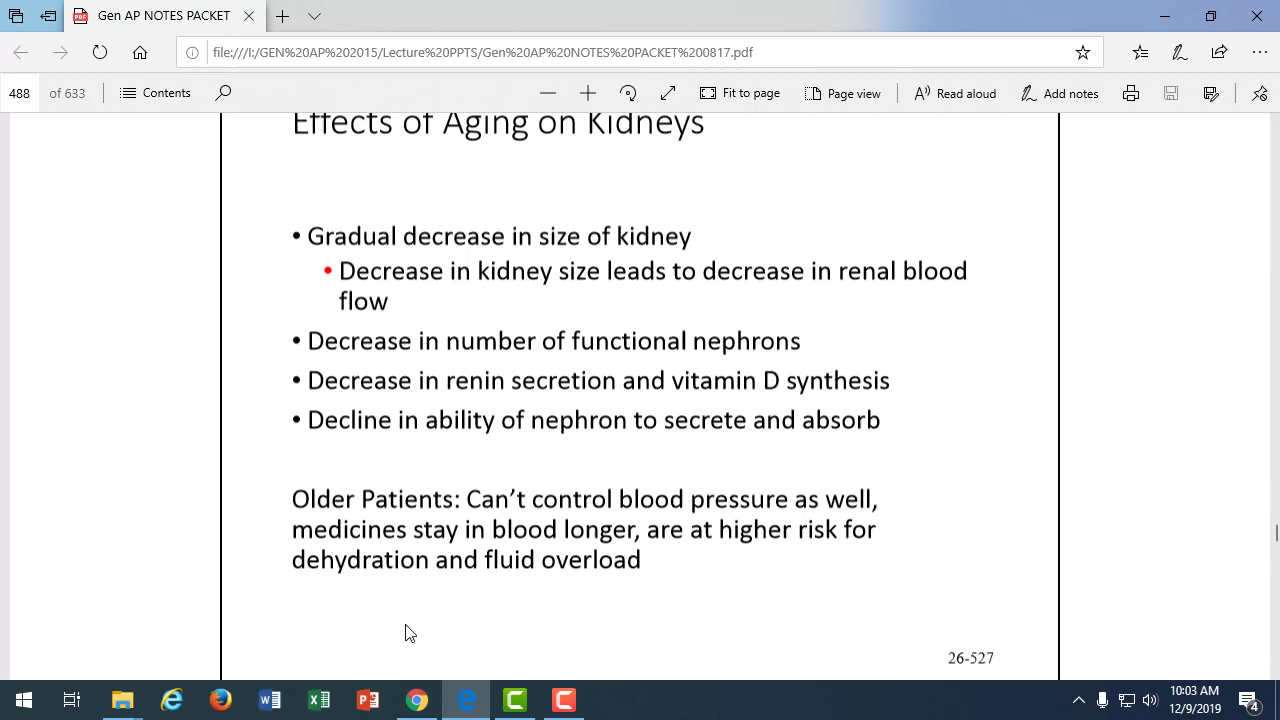 Gen AP NOTES PACKET
file:///I:/GEN%20AP%202015/Lecture%20PPTS/Gen%20AP%20NOTES%20PACKET%200817.pdf
488 of 633 Contents Fit to page Page view Read aloud Add notes
Effects of Aging on Kidneys
• Gradual decrease in size of kidney
• Decrease in kidney size leads to decrease in renal blood
flow
• Decrease in number of functional nephrons
• Decrease in renin secretion and vitamin D synthesis
• Decline in ability of nephron to secrete and absorb
Older Patients: Can't control blood pressure as well,
medicines stay in blood longer, are at higher risk for
dehydration and fluid overload
26-527
10:03 AM
12/9/2019
4